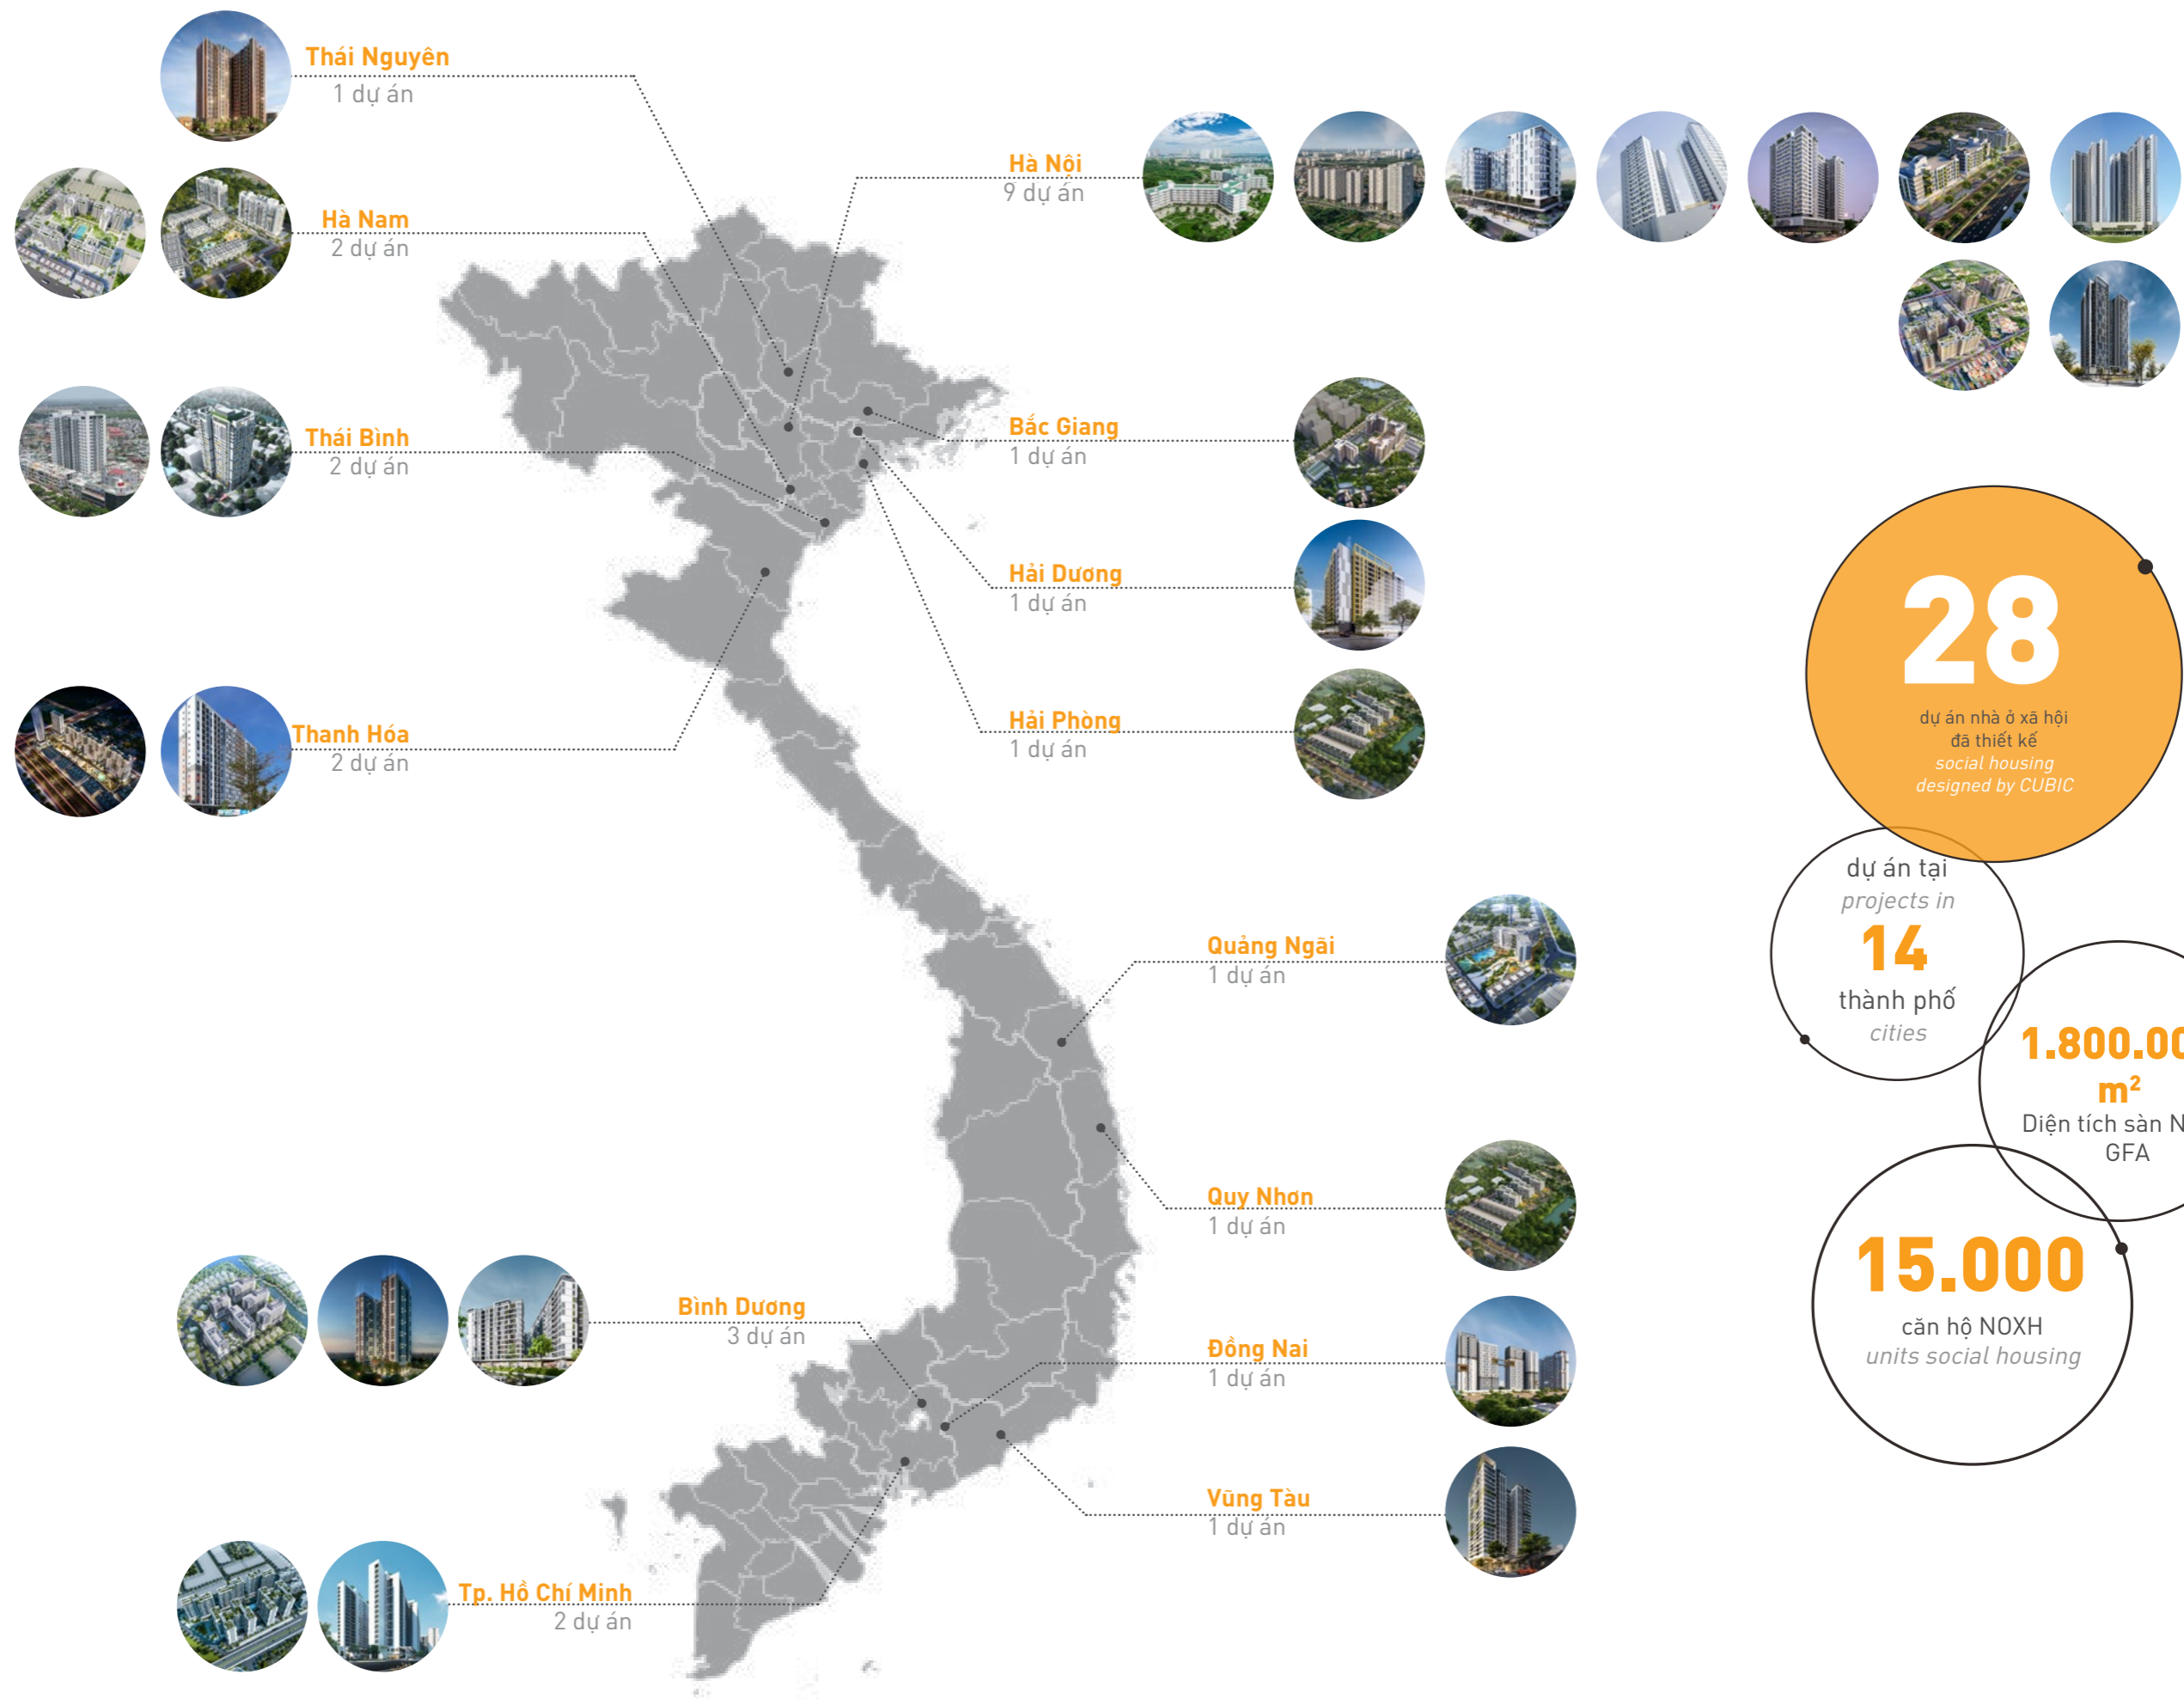 Thái Nguyên
1 dự án
Hà Nam
2 dự án
Thái Bình
2 dự án
Thanh Hóa
2 dự án
Hà Nội
9 dự án
Bắc Giang
1 dự án
Hải Dương
1 dự án
Hải Phòng
1 dự án
Quảng Ngãi
1 dự án
Quy Nhơn
1 dự án
Bình Dương
3 dự án
Đồng Nai
1 dự án
Vũng Tàu
1 dự án
Tp. Hồ Chí Minh
2 dự án
28
dự án nhà ở xã hội
đã thiết kế
social housing
designed by CUBIC
dự án tại
projects in
14
thành phố
cities
m²
Diện tích sàn
GFA
15.000
căn hộ NOXH
units social housing